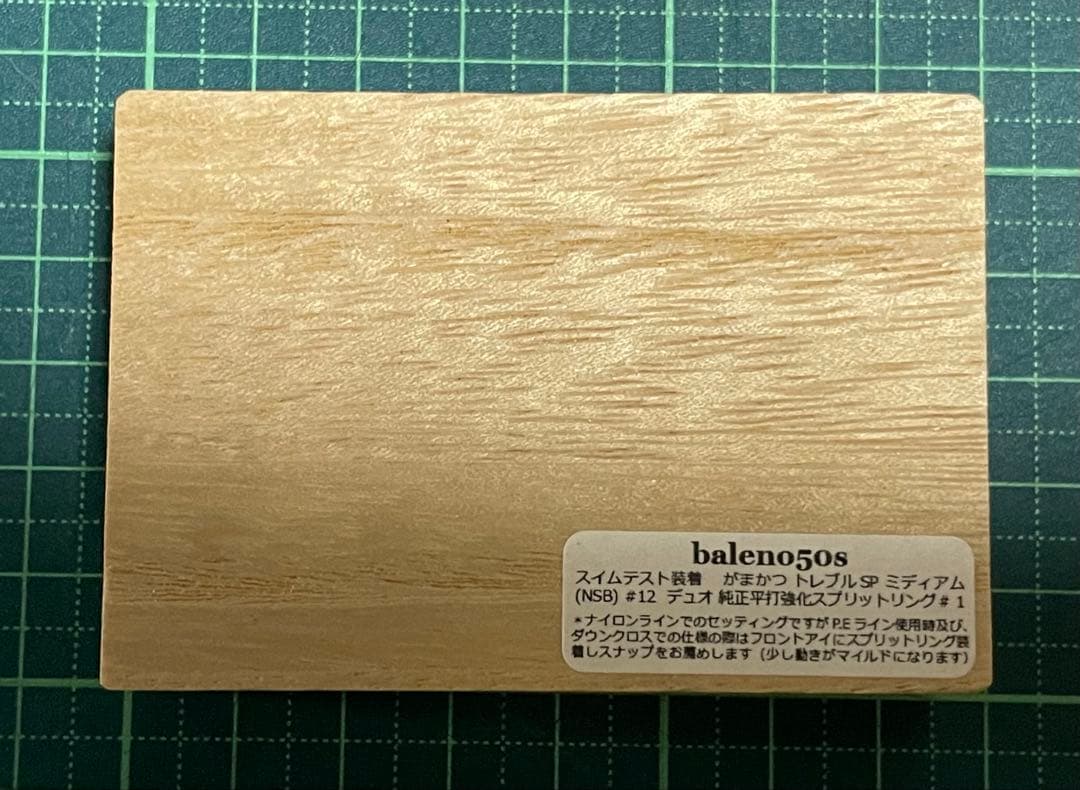 baleno50s
スイムテスト装着 がまかつ トレブルSP ミディアム
(NSB) #12 デュオ 純正平打強化スプリットリング# 1
*ナイロンラインでのセッティングですがP.Eライン使用時及び、
ダウンクロスでの仕様の際はフロントアイにスプリットリング装
着しスナップをお薦めします (少し動きがマイルドになります)